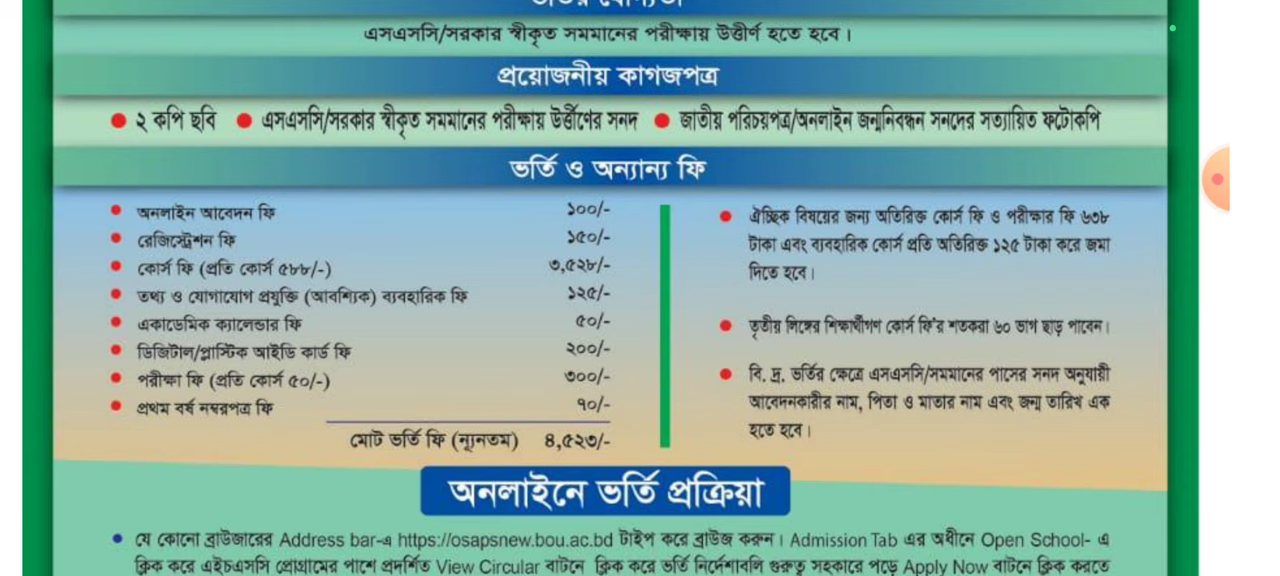 ভর্তির যোগ্যতা
এসএসসি/সরকার স্বীকৃত সমমানের পরীক্ষায় উত্তীর্ণ হতে হবে।
প্রয়োজনীয় কাগজপত্র
● ২ কপি ছবি ● এসএসসি/সরকার স্বীকৃত সমমানের পরীক্ষায় উর্ত্তীণের সনদ ● জাতীয় পরিচয়পত্র/অনলাইন জন্মনিবন্ধন সনদের সত্যায়িত ফটোকপি
ভর্তি ও অন্যান্য ফি
● অনলাইন আবেদন ফি ১০০/-
● রেজিস্ট্রেশন ফি ১৫০/-
● কোর্স ফি (প্রতি কোর্স ৫৮৮/-) ৩,৫২৮/-
● তথ্য ও যোগাযোগ প্রযুক্তি (আবশ্যিক) ব্যবহারিক ফি ১২৫/-
● একাডেমিক ক্যালেন্ডার ফি ৫০/-
● ডিজিটাল/প্লাস্টিক আইডি কার্ড ফি ২০০/-
● পরীক্ষা ফি (প্রতি কোর্স ৫০/-) ৩০০/-
● প্রথম বর্ষ নম্বরপত্র ফি ৭০/-
মোট ভর্তি ফি (ন্যূনতম) ৪,৫২৩/-
● ঐচ্ছিক বিষয়ের জন্য অতিরিক্ত কোর্স ফি ও পরীক্ষার ফি ৬৩৮
টাকা এবং ব্যবহারিক কোর্স প্রতি অতিরিক্ত ১২৫ টাকা করে জমা
দিতে হবে।
● তৃতীয় লিঙ্গের শিক্ষার্থীগণ কোর্স ফি'র শতকরা ৬০ ভাগ ছাড় পাবেন।
● বি. দ্র. ভর্তির ক্ষেত্রে এসএসসি/সমমানের পাসের সনদ অনুযায়ী
আবেদনকারীর নাম, পিতা ও মাতার নাম এবং জন্ম তারিখ এক
হতে হবে।
অনলাইনে ভর্তি প্রক্রিয়া
● যে কোনো ব্রাউজারের Address bar-এ https://osapsnew.bou.ac.bd টাইপ করে ব্রাউজ করুন। Admission Tab এর অধীনে Open School- এ
ক্লিক করে এইচএসসি প্রোগ্রামের পাশে প্রদর্শিত View Circular বাটনে ক্লিক করে ভর্তি নির্দেশাবলি গুরুত্ব সহকারে পড়ে Apply Now বাটনে ক্লিক করতে